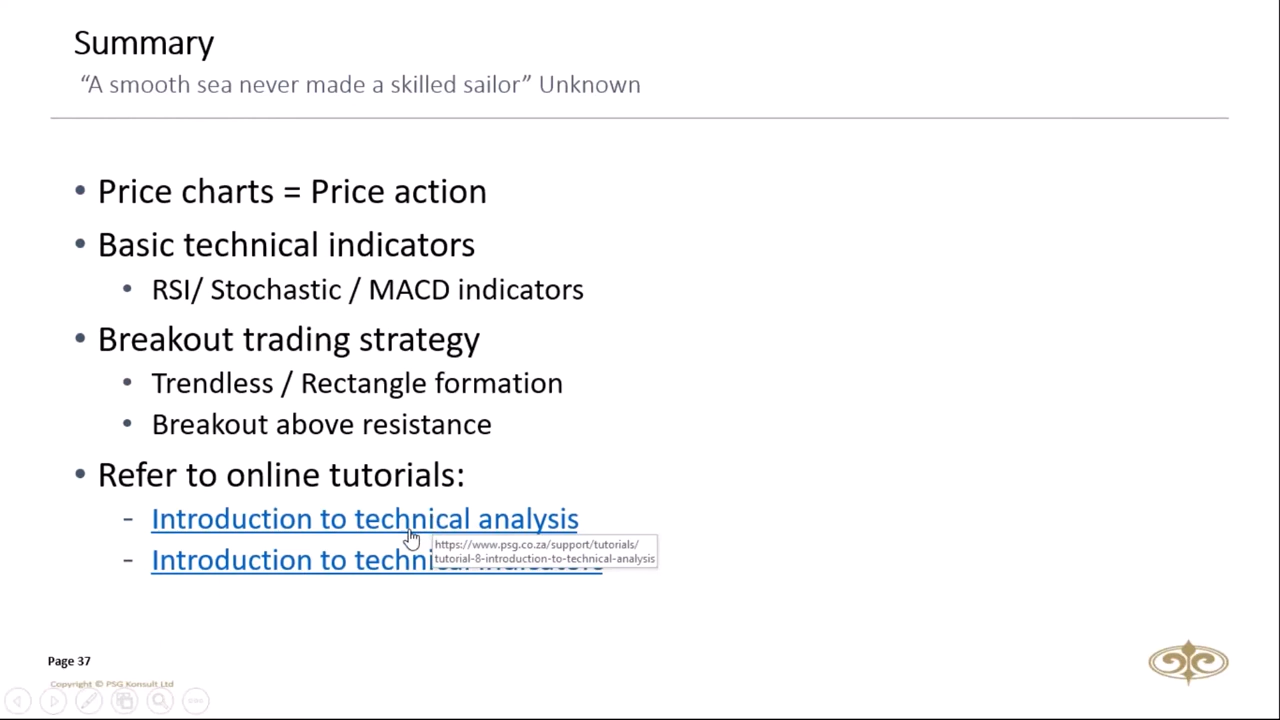 Summary
“A smooth sea never made a skilled sailor” Unknown
• Price charts = Price action
• Basic technical indicators
• RSI/ Stochastic / MACD indicators
• Breakout trading strategy
• Trendless / Rectangle formation
• Breakout above resistance
• Refer to online tutorials:
- Introduction to technical analysis
https://www.psg.co.za/support/tutorials/
tutorial-8-introduction-to-technical-analysis
- Introduction to
Page 37
Copyright © PSG Konsult Ltd